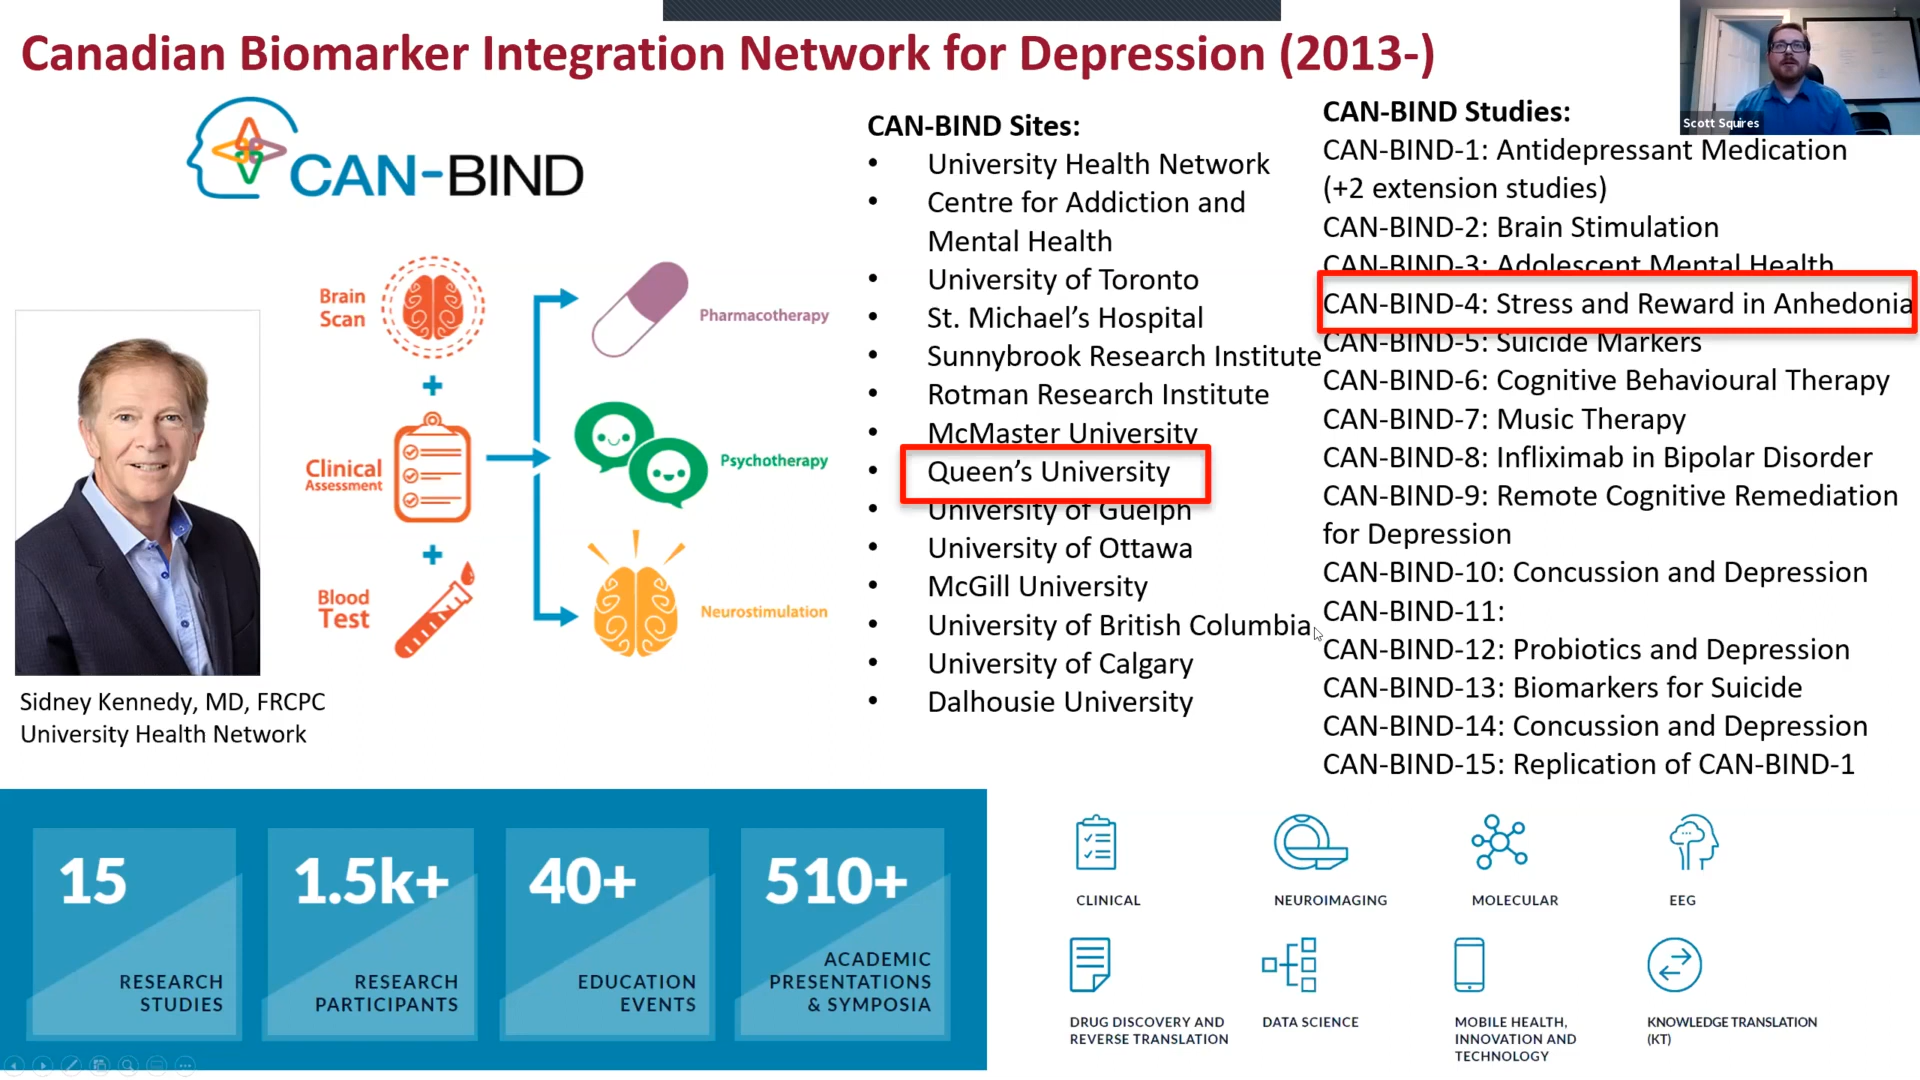 Canadian Biomarker Integration Network for Depression (2013-)
Scott Squires
CAN-BIND
Brain
Scan
Clinical
Assessment
Blood
Test
Pharmacotherapy
Psychotherapy
Neurostimulation
Sidney Kennedy, MD, FRCPC
University Health Network
CAN-BIND Sites:
• University Health Network
• Centre for Addiction and
Mental Health
• University of Toronto
• St. Michael’s Hospital
• Sunnybrook Research Institute
• Rotman Research Institute
• McMaster University
• Queen’s University
• University of Guelph
• University of Ottawa
• McGill University
• University of British Columbia
• University of Calgary
• Dalhousie University
CAN-BIND Studies:
CAN-BIND-1: Antidepressant Medication
(+2 extension studies)
CAN-BIND-2: Brain Stimulation
CAN-BIND-3: Adolescent Mental Health
CAN-BIND-4: Stress and Reward in Anhedonia
CAN-BIND-5: Suicide Markers
CAN-BIND-6: Cognitive Behavioural Therapy
CAN-BIND-7: Music Therapy
CAN-BIND-8: Infliximab in Bipolar Disorder
CAN-BIND-9: Remote Cognitive Remediation
for Depression
CAN-BIND-10: Concussion and Depression
CAN-BIND-11:
CAN-BIND-12: Probiotics and Depression
CAN-BIND-13: Biomarkers for Suicide
CAN-BIND-14: Concussion and Depression
CAN-BIND-15: Replication of CAN-BIND-1
15
RESEARCH
STUDIES
1.5k+
RESEARCH
PARTICIPANTS
40+
EDUCATION
EVENTS
510+
ACADEMIC
PRESENTATIONS
& SYMPOSIA
CLINICAL
NEUROIMAGING
MOLECULAR
EEG
DRUG DISCOVERY AND
REVERSE TRANSLATION
DATA SCIENCE
MOBILE HEALTH,
INNOVATION AND
TECHNOLOGY
KNOWLEDGE TRANSLATION
(KT)